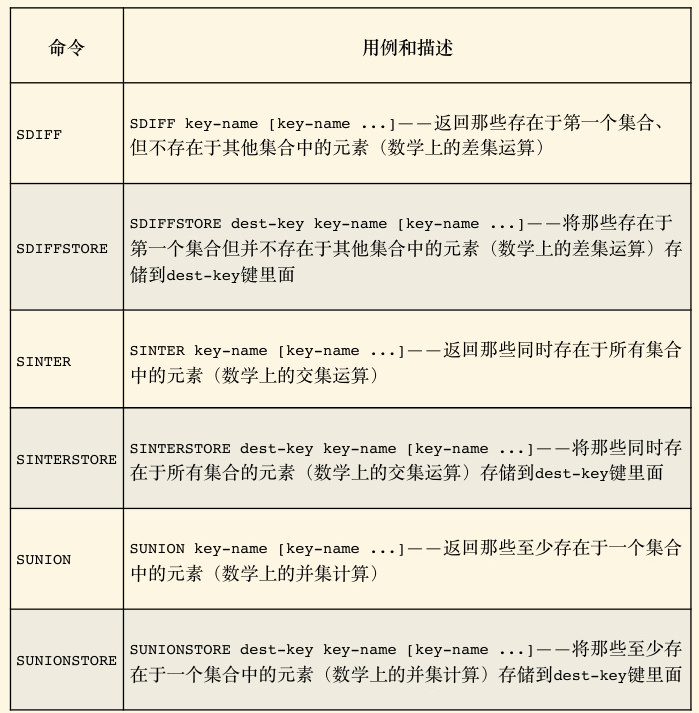 命令
用例和描述
SDIFF
SDIFF key-name [key-name ...]——返回那些存在于第一个集合、
但不存在于其他集合中的元素（数学上的差集运算）
SDIFFSTORE
SDIFFSTORE dest-key key-name [key-name ...]——将那些存在于
第一个集合但并不存在于其他集合中的元素（数学上的差集运算）存
储到dest-key键里面
SINTER
SINTER key-name [key-name ...]——返回那些同时存在于所有集合
中的元素（数学上的交集运算）
SINTERSTORE
SINTERSTORE dest-key key-name [key-name ...]——将那些同时存
在于所有集合的元素（数学上的交集运算）存储到dest-key键里面
SUNION
SUNION key-name [key-name ...]——返回那些至少存在于一个集合
中的元素（数学上的并集计算）
SUNIONSTORE
SUNIONSTORE dest-key key-name [key-name ...]——将那些至少存
在于一个集合中的元素（数学上的并集计算）存储到dest-key键里面